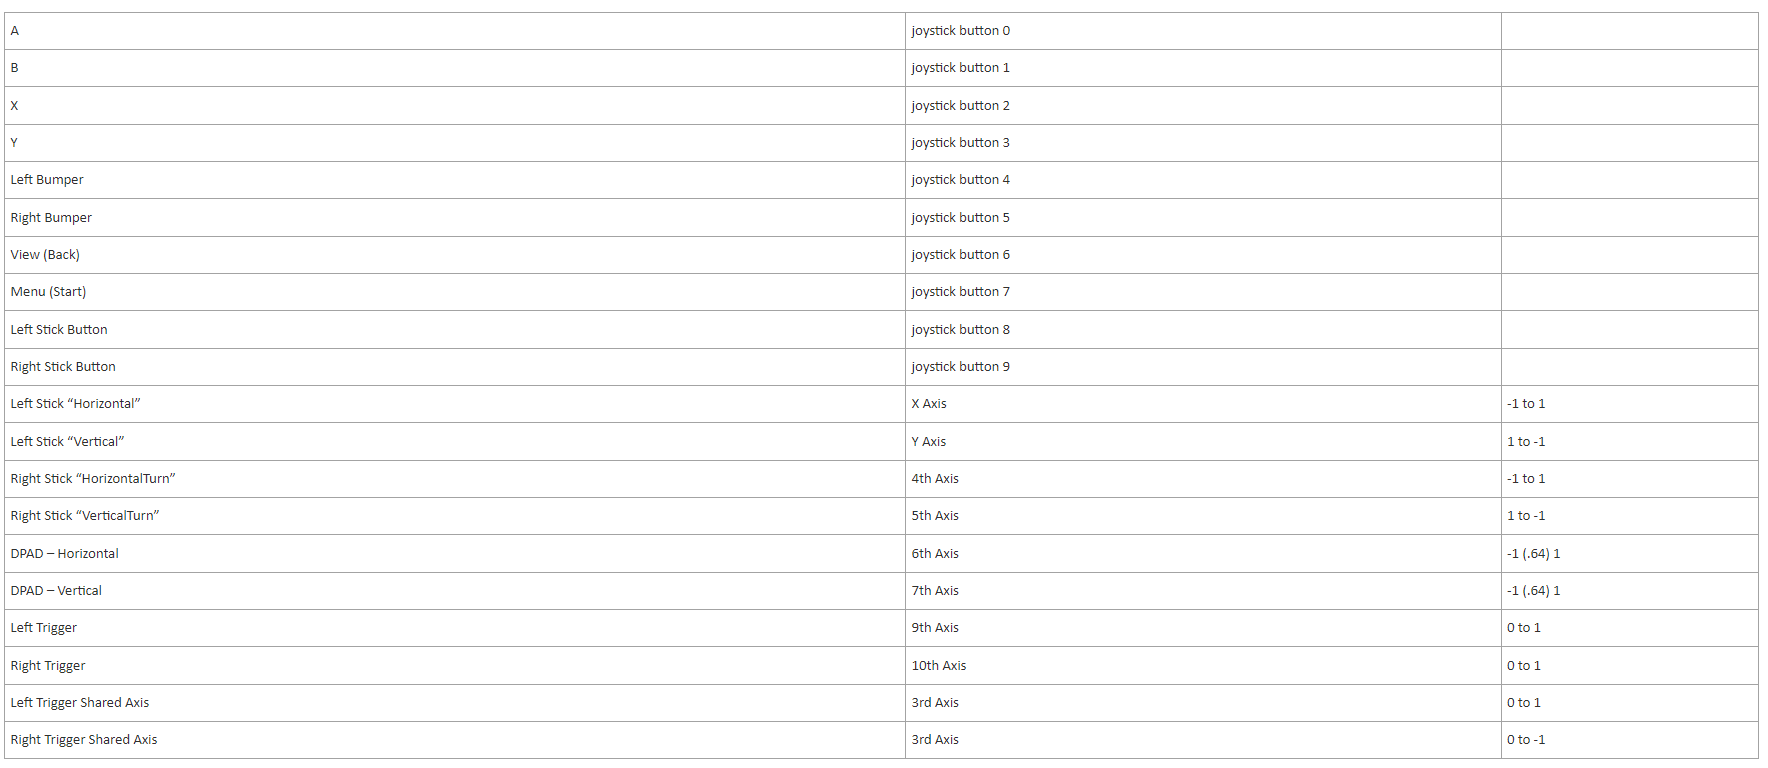 A joystick button 0
B joystick button 1
X joystick button 2
Y joystick button 3
Left Bumper joystick button 4
Right Bumper joystick button 5
View (Back) joystick button 6
Menu (Start) joystick button 7
Left Stick Button joystick button 8
Right Stick Button joystick button 9
Left Stick “Horizontal” X Axis -1 to 1
Left Stick “Vertical” Y Axis 1 to -1
Right Stick “HorizontalTurn” 4th Axis -1 to 1
Right Stick “VerticalTurn” 5th Axis 1 to -1
DPAD – Horizontal 6th Axis -1 (.64) 1
DPAD – Vertical 7th Axis -1 (.64) 1
Left Trigger 9th Axis 0 to 1
Right Trigger 10th Axis 0 to 1
Left Trigger Shared Axis 3rd Axis 0 to 1
Right Trigger Shared Axis 3rd Axis 0 to -1